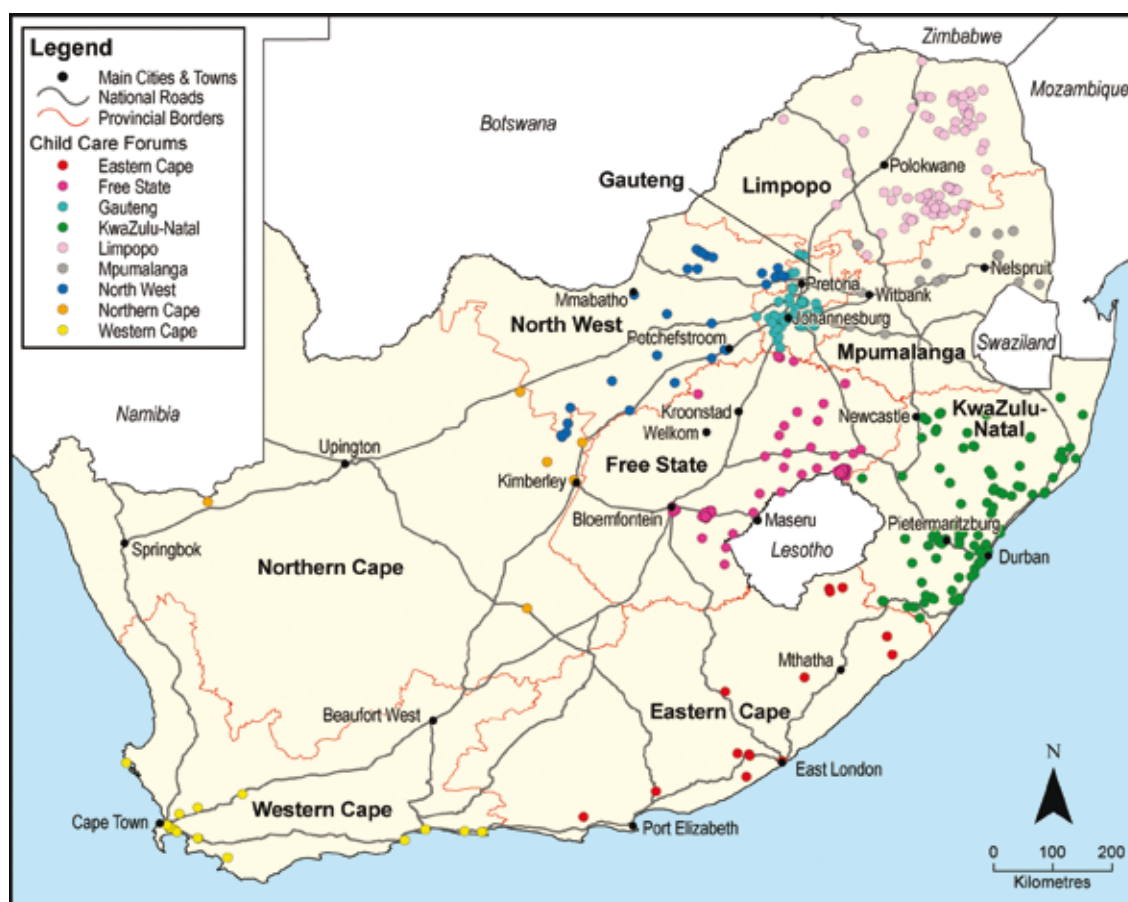 Legend
Main Cities & Towns
National Roads
Provincial Borders
Child Care Forums
Eastern Cape
Free State
Gauteng
KwaZulu-Natal
Limpopo
Mpumalanga
North West
Northern Cape
Western Cape
Zimbabwe
Mozambique
Botswana
Polokwane
Gauteng
Limpopo
Nelspruit
Pretoria
Mmabatho
Witbank
North West
Johannesburg
Potchefstroom
Mpumalanga
Swaziland
Namibia
Kroonstad
Newcastle
KwaZulu-
Natal
Welkom
Upington
Free State
Kimberley
Bloemfontein
Maseru
Pietermaritzburg
Springbok
Lesotho
Durban
Northern Cape
Mthatha
Eastern Cape
Beaufort West
East London
N
Western Cape
Cape Town
Port Elizabeth
0 100 200
Kilometres